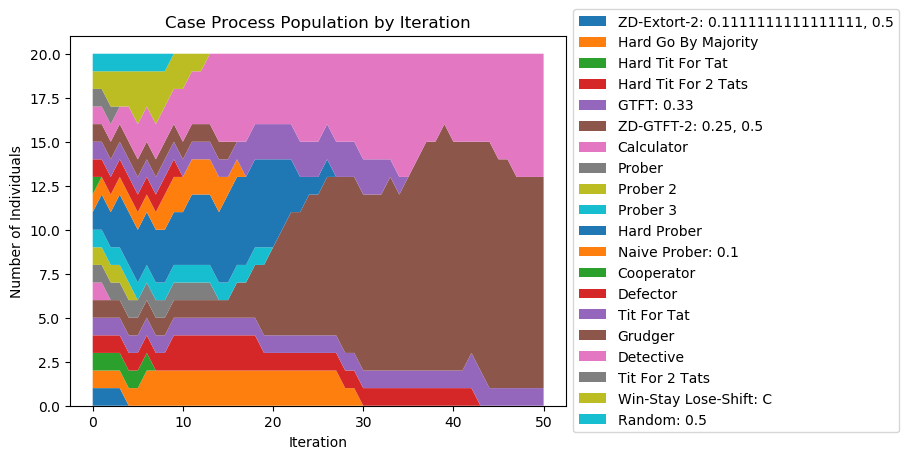 Case Process Population by Iteration
Number of Individuals
20.0
17.5
15.0
12.5
10.0
7.5
5.0
2.5
0.0
0 10 20 30 40 50
Iteration
ZD-Extort-2: 0.1111111111111111, 0.5
Hard Go By Majority
Hard Tit For Tat
Hard Tit For 2 Tats
GTFT: 0.33
ZD-GTFT-2: 0.25, 0.5
Calculator
Prober
Prober 2
Prober 3
Hard Prober
Naive Prober: 0.1
Cooperator
Defector
Tit For Tat
Grudger
Detective
Tit For 2 Tats
Win-Stay Lose-Shift: C
Random: 0.5